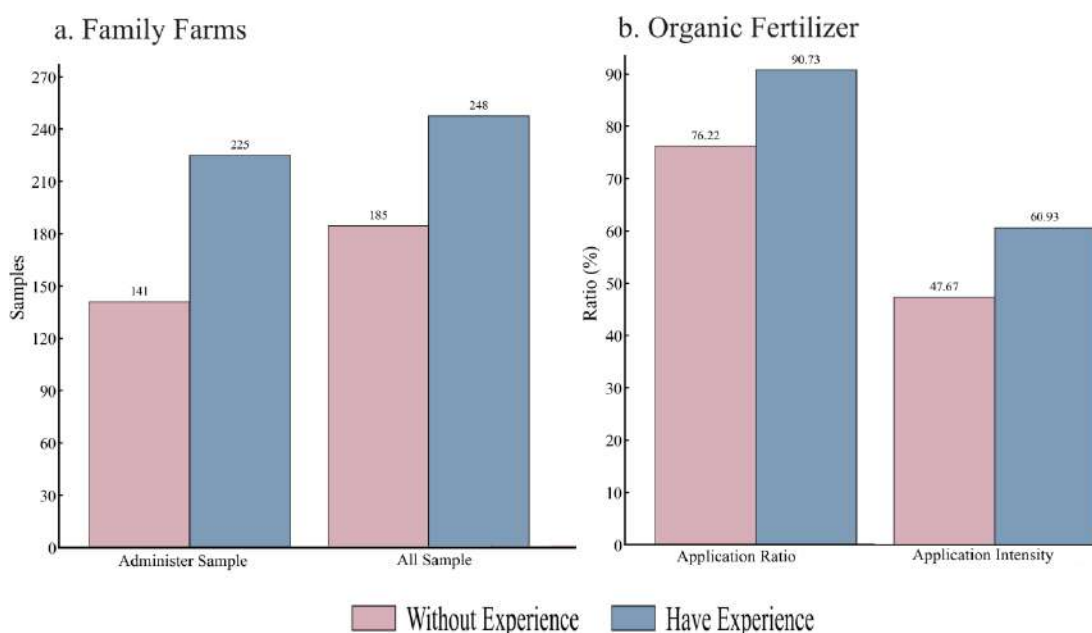 a. Family Farms
270
240
210
180
150
120
90
60
30
0
Samples
141
225
185
248
Administer Sample
All Sample
b. Organic Fertilizer
90
80
70
60
50
40
30
20
10
0
Ratio (%)
76.22
90.73
47.67
60.93
Application Ratio
Application Intensity
Without Experience
Have Experience